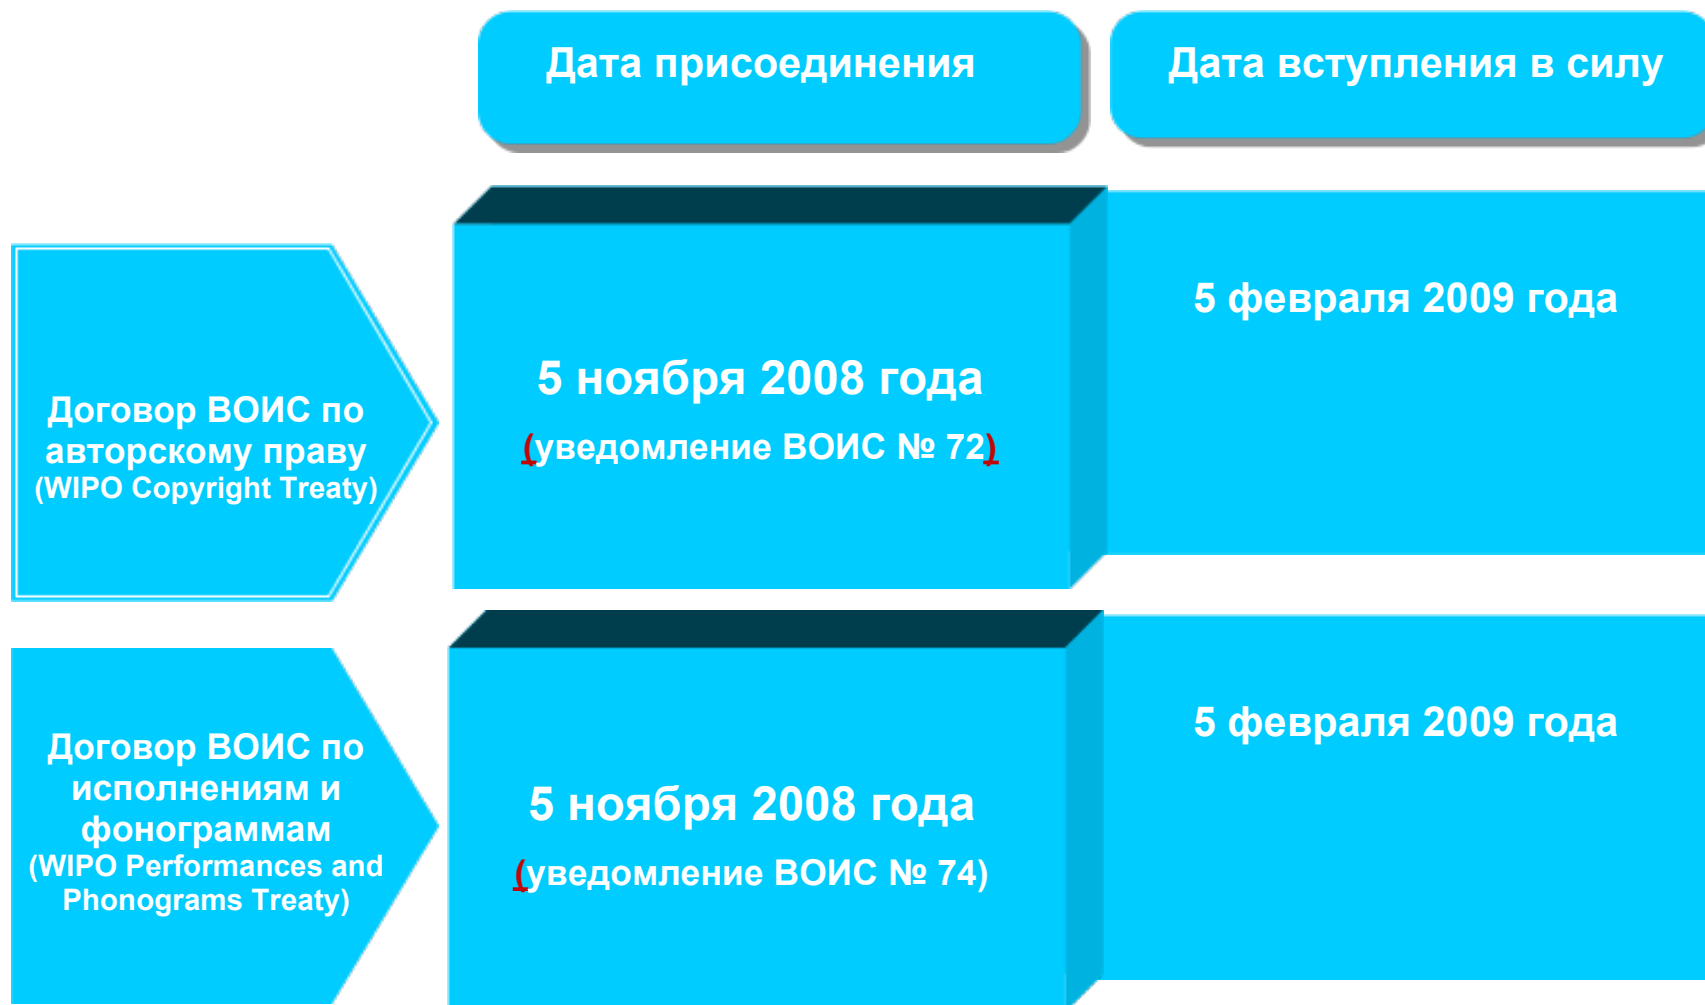 Дата присоединения
Дата вступления в силу
Договор ВОИС по
авторскому праву
(WIPO Copyright Treaty)
5 ноября 2008 года
(уведомление ВОИС № 72)
5 февраля 2009 года
Договор ВОИС по
исполнениям и
фонограммам
(WIPO Performances and
Phonograms Treaty)
5 ноября 2008 года
(уведомление ВОИС № 74)
5 февраля 2009 года